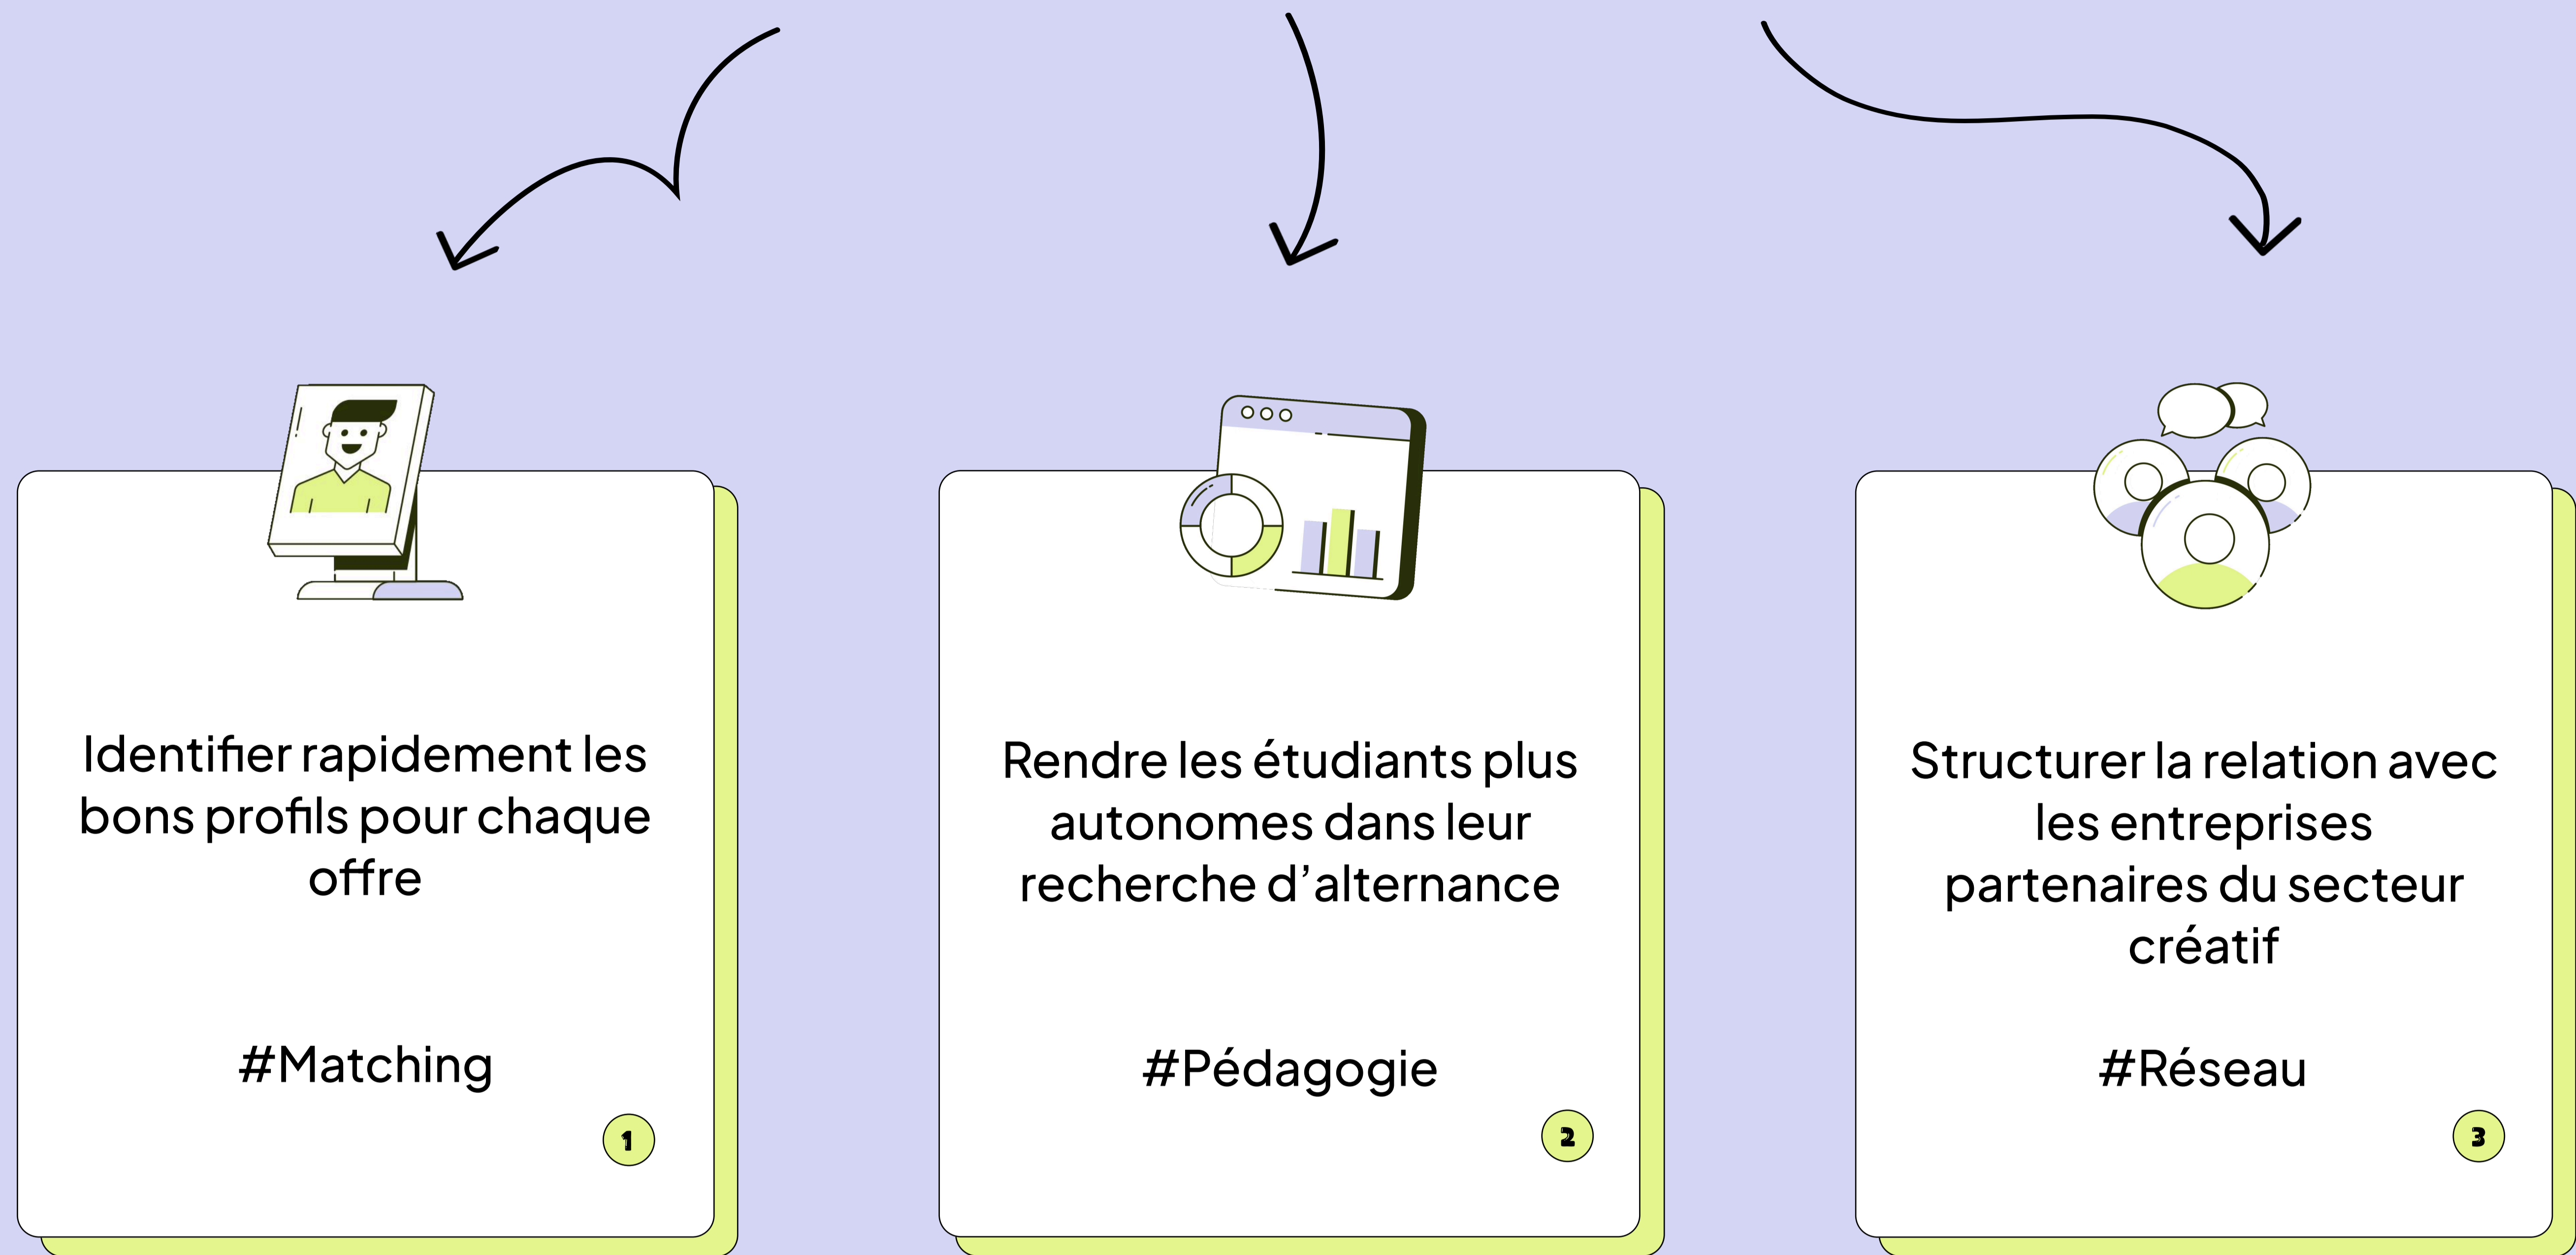 Identifier rapidement les
bons profils pour chaque
offre
#Matching
1
Rendre les étudiants plus
autonomes dans leur
recherche d’alternance
#Pédagogie
2
Structurer la relation avec
les entreprises
partenaires du secteur
créatif
#Réseau
3